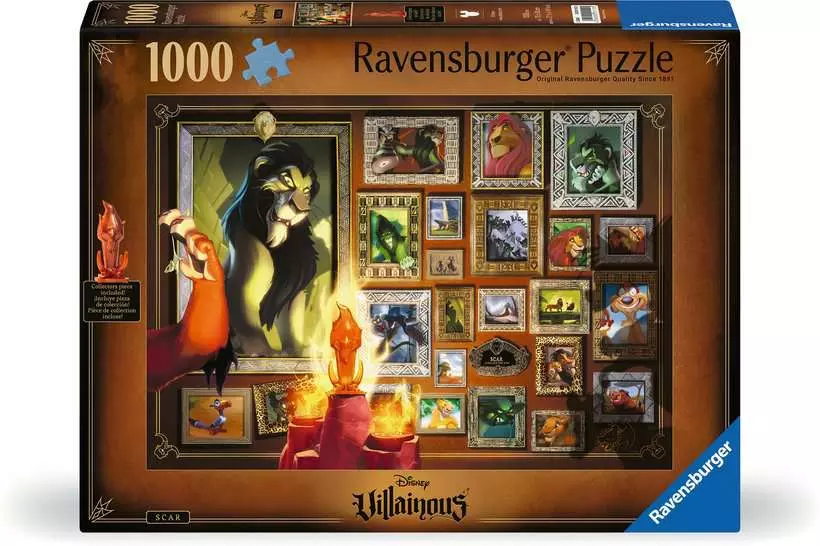 1000
Ravensburger® Puzzle
Original Ravensburger Quality Since 1891
Collectors piece
included!
¡Incluye pieza
de colección!
Pièce de collection
incluse!
SCAR
Disney
Villainous
SCAR
Ravensburger
Ravensburger